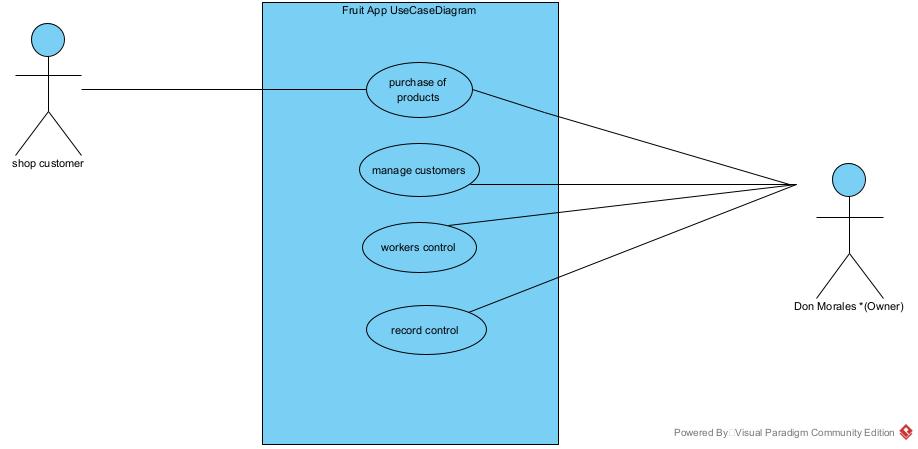 Fruit App UseCaseDiagram
purchase of
products
shop customer
manage customers
workers control
Don Morales *(Owner)
record control
Powered By Visual Paradigm Community Edition